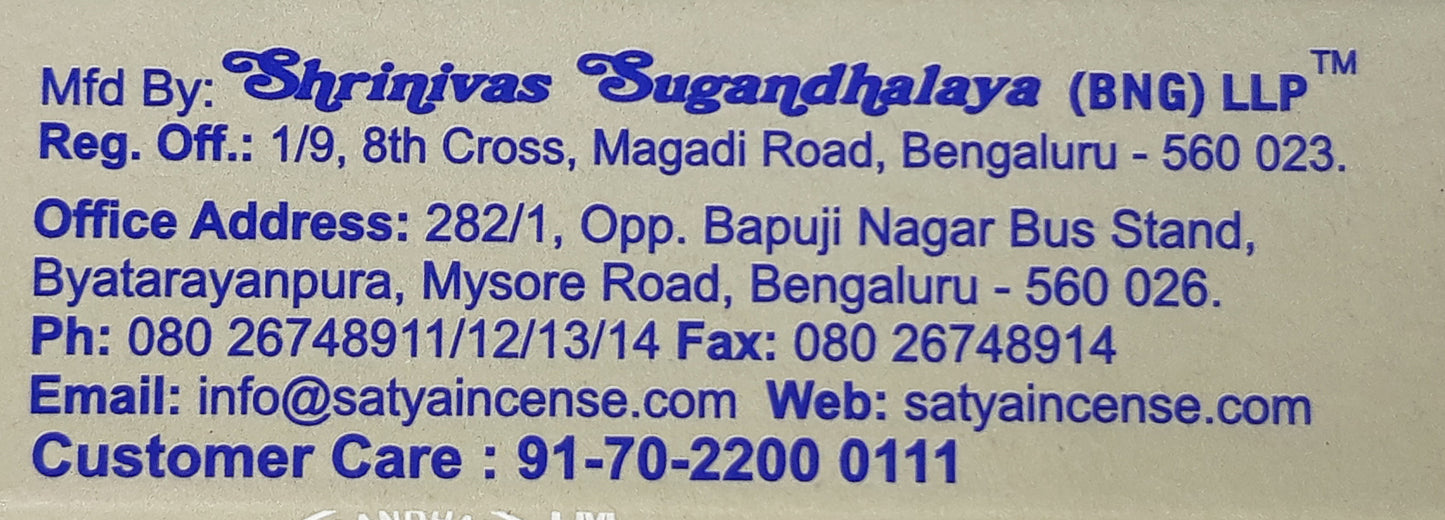 Mfd By: Shrinivas Sugandhalaya (BNG) LLP™
Reg. Off.: 1/9, 8th Cross, Magadi Road, Bengaluru - 560 023.
Office Address: 282/1, Opp. Bapuji Nagar Bus Stand,
Byatarayanpura, Mysore Road, Bengaluru - 560 026.
Ph: 080 26748911/12/13/14 Fax: 080 26748914
Email: info@satyaincense.com Web: satyaincense.com
Customer Care : 91-70-2200 0111